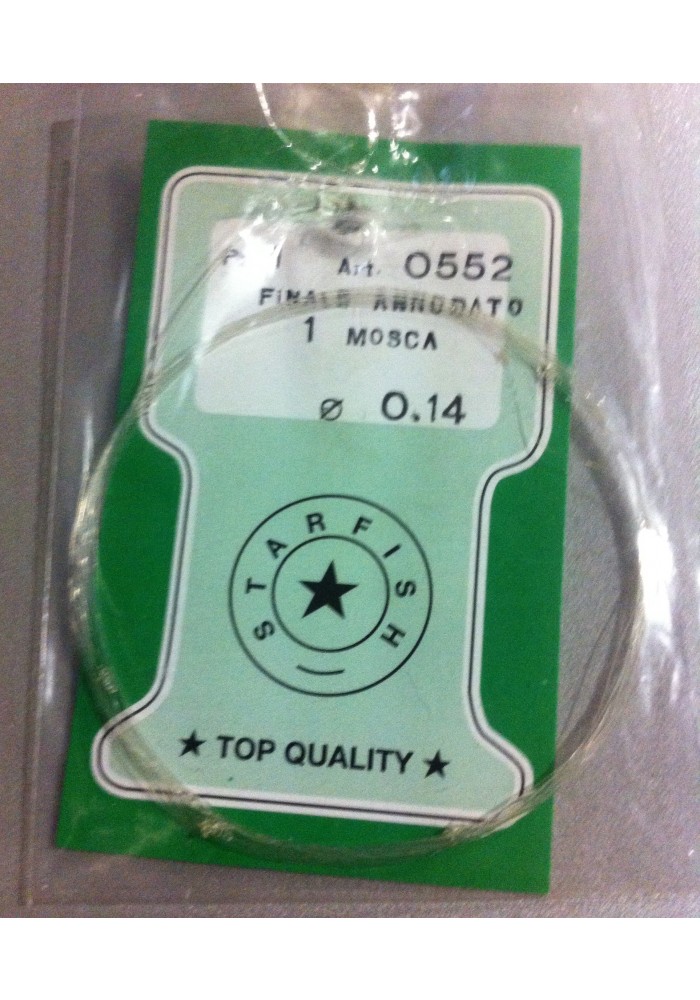 Art. 0552
FINALE ANNODATO
1 MOSCA
ø 0.14
STARFISH
★ TOP QUALITY ★